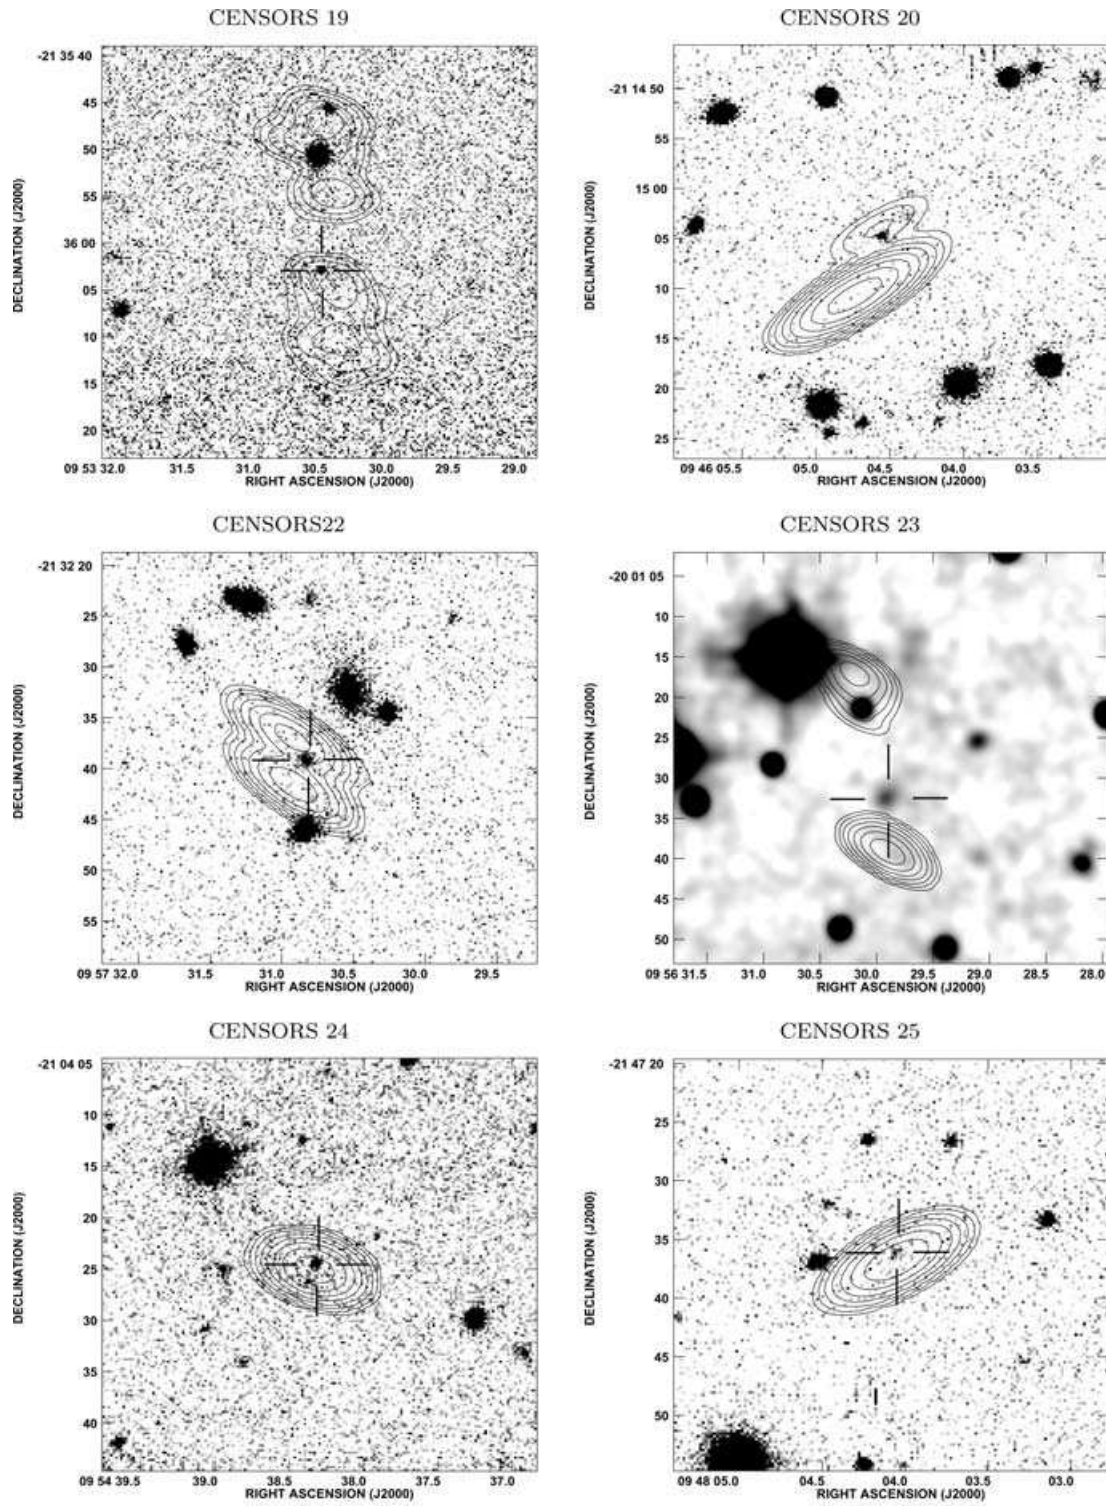 CENSORS 19
CENSORS 20
-21 35 40
45
50
55
36 00
05
10
15
20
DECLINATION (J2000)
09 53 32.0 31.5 31.0 30.5 30.0 29.5 29.0
RIGHT ASCENSION (J2000)
-21 14 50
55
15 00
05
10
15
20
25
DECLINATION (J2000)
09 46 05.5 05.0 04.5 04.0 03.5
RIGHT ASCENSION (J2000)
CENSORS22
CENSORS 23
-21 32 20
25
30
35
40
45
50
55
DECLINATION (J2000)
09 57 32.0 31.5 31.0 30.5 30.0 29.5
RIGHT ASCENSION (J2000)
-20 01 05
10
15
20
25
30
35
40
45
50
DECLINATION (J2000)
09 56 31.5 31.0 30.5 30.0 29.5 29.0 28.5 28.0
RIGHT ASCENSION (J2000)
CENSORS 24
CENSORS 25
-21 04 05
10
15
20
25
30
35
40
DECLINATION (J2000)
09 54 39.5 39.0 38.5 38.0 37.5 37.0
RIGHT ASCENSION (J2000)
-21 47 20
25
30
35
40
45
50
DECLINATION (J2000)
09 48 05.0 04.5 04.0 03.5 03.0
RIGHT ASCENSION (J2000)